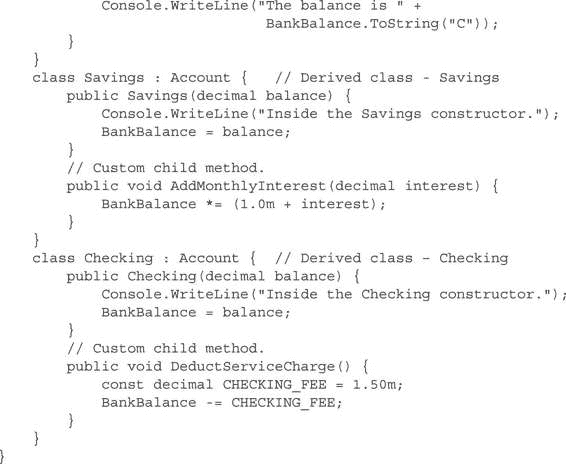 Console.WriteLine("The balance is " +
                               BankBalance.ToString("C"));
        }
    }
    class Savings : Account {   // Derived class - Savings
        public Savings(decimal balance) {
            Console.WriteLine("Inside the Savings constructor.");
            BankBalance = balance;
        }
        // Custom child method.
        public void AddMonthlyInterest(decimal interest) {
            BankBalance *= (1.0m + interest);
        }
    }
    class Checking : Account {  // Derived class – Checking
        public Checking(decimal balance) {
            Console.WriteLine("Inside the Checking constructor.");
            BankBalance = balance;
        }
        // Custom child method.
        public void DeductServiceCharge() {
            const decimal CHECKING_FEE = 1.50m;
            BankBalance -= CHECKING_FEE;
        }
    }
}